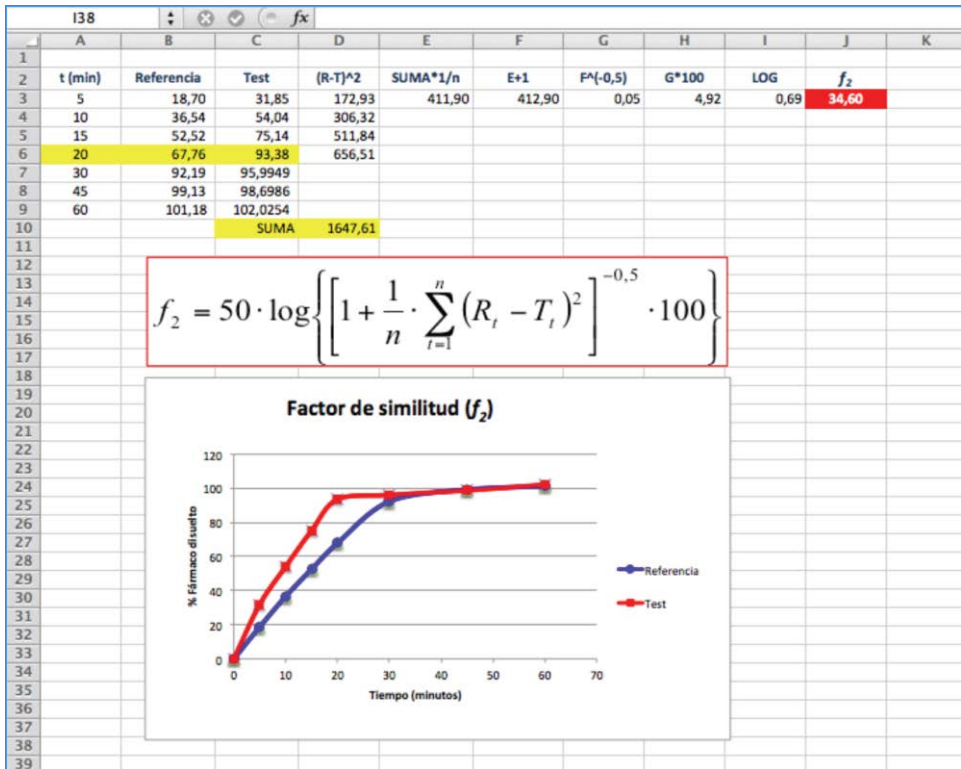 I38 fx
A B C D E F G H I J K
1
2 t (min) Referencia Test (R-T)^2 SUMA*1/n E+1 F^(-0,5) G*100 LOG f₂
3 5 18,70 31,85 172,93 411,90 412,90 0,05 4,92 0,69 34,60
4 10 36,54 54,04 306,32
5 15 52,52 75,14 511,84
6 20 67,76 93,38 656,51
7 30 92,19 95,9949
8 45 99,13 98,6986
9 60 101,18 102,0254
10 SUMA 1647,61
11
12
13
14
15
16
17
f₂ = 50 · log{[1 + 1/n · ∑ₜ₌₁ⁿ (Rₜ − Tₜ)²]^−0,5 · 100}
18
19
20
21
22
23
24
25
26
27
28
29
30
31
32
33
34
35
36
37
38
39
Factor de similitud (f₂)
% Fármaco disuelto
120
100
80
60
40
20
0
0 10 20 30 40 50 60 70
Tiempo (minutos)
Referencia
Test